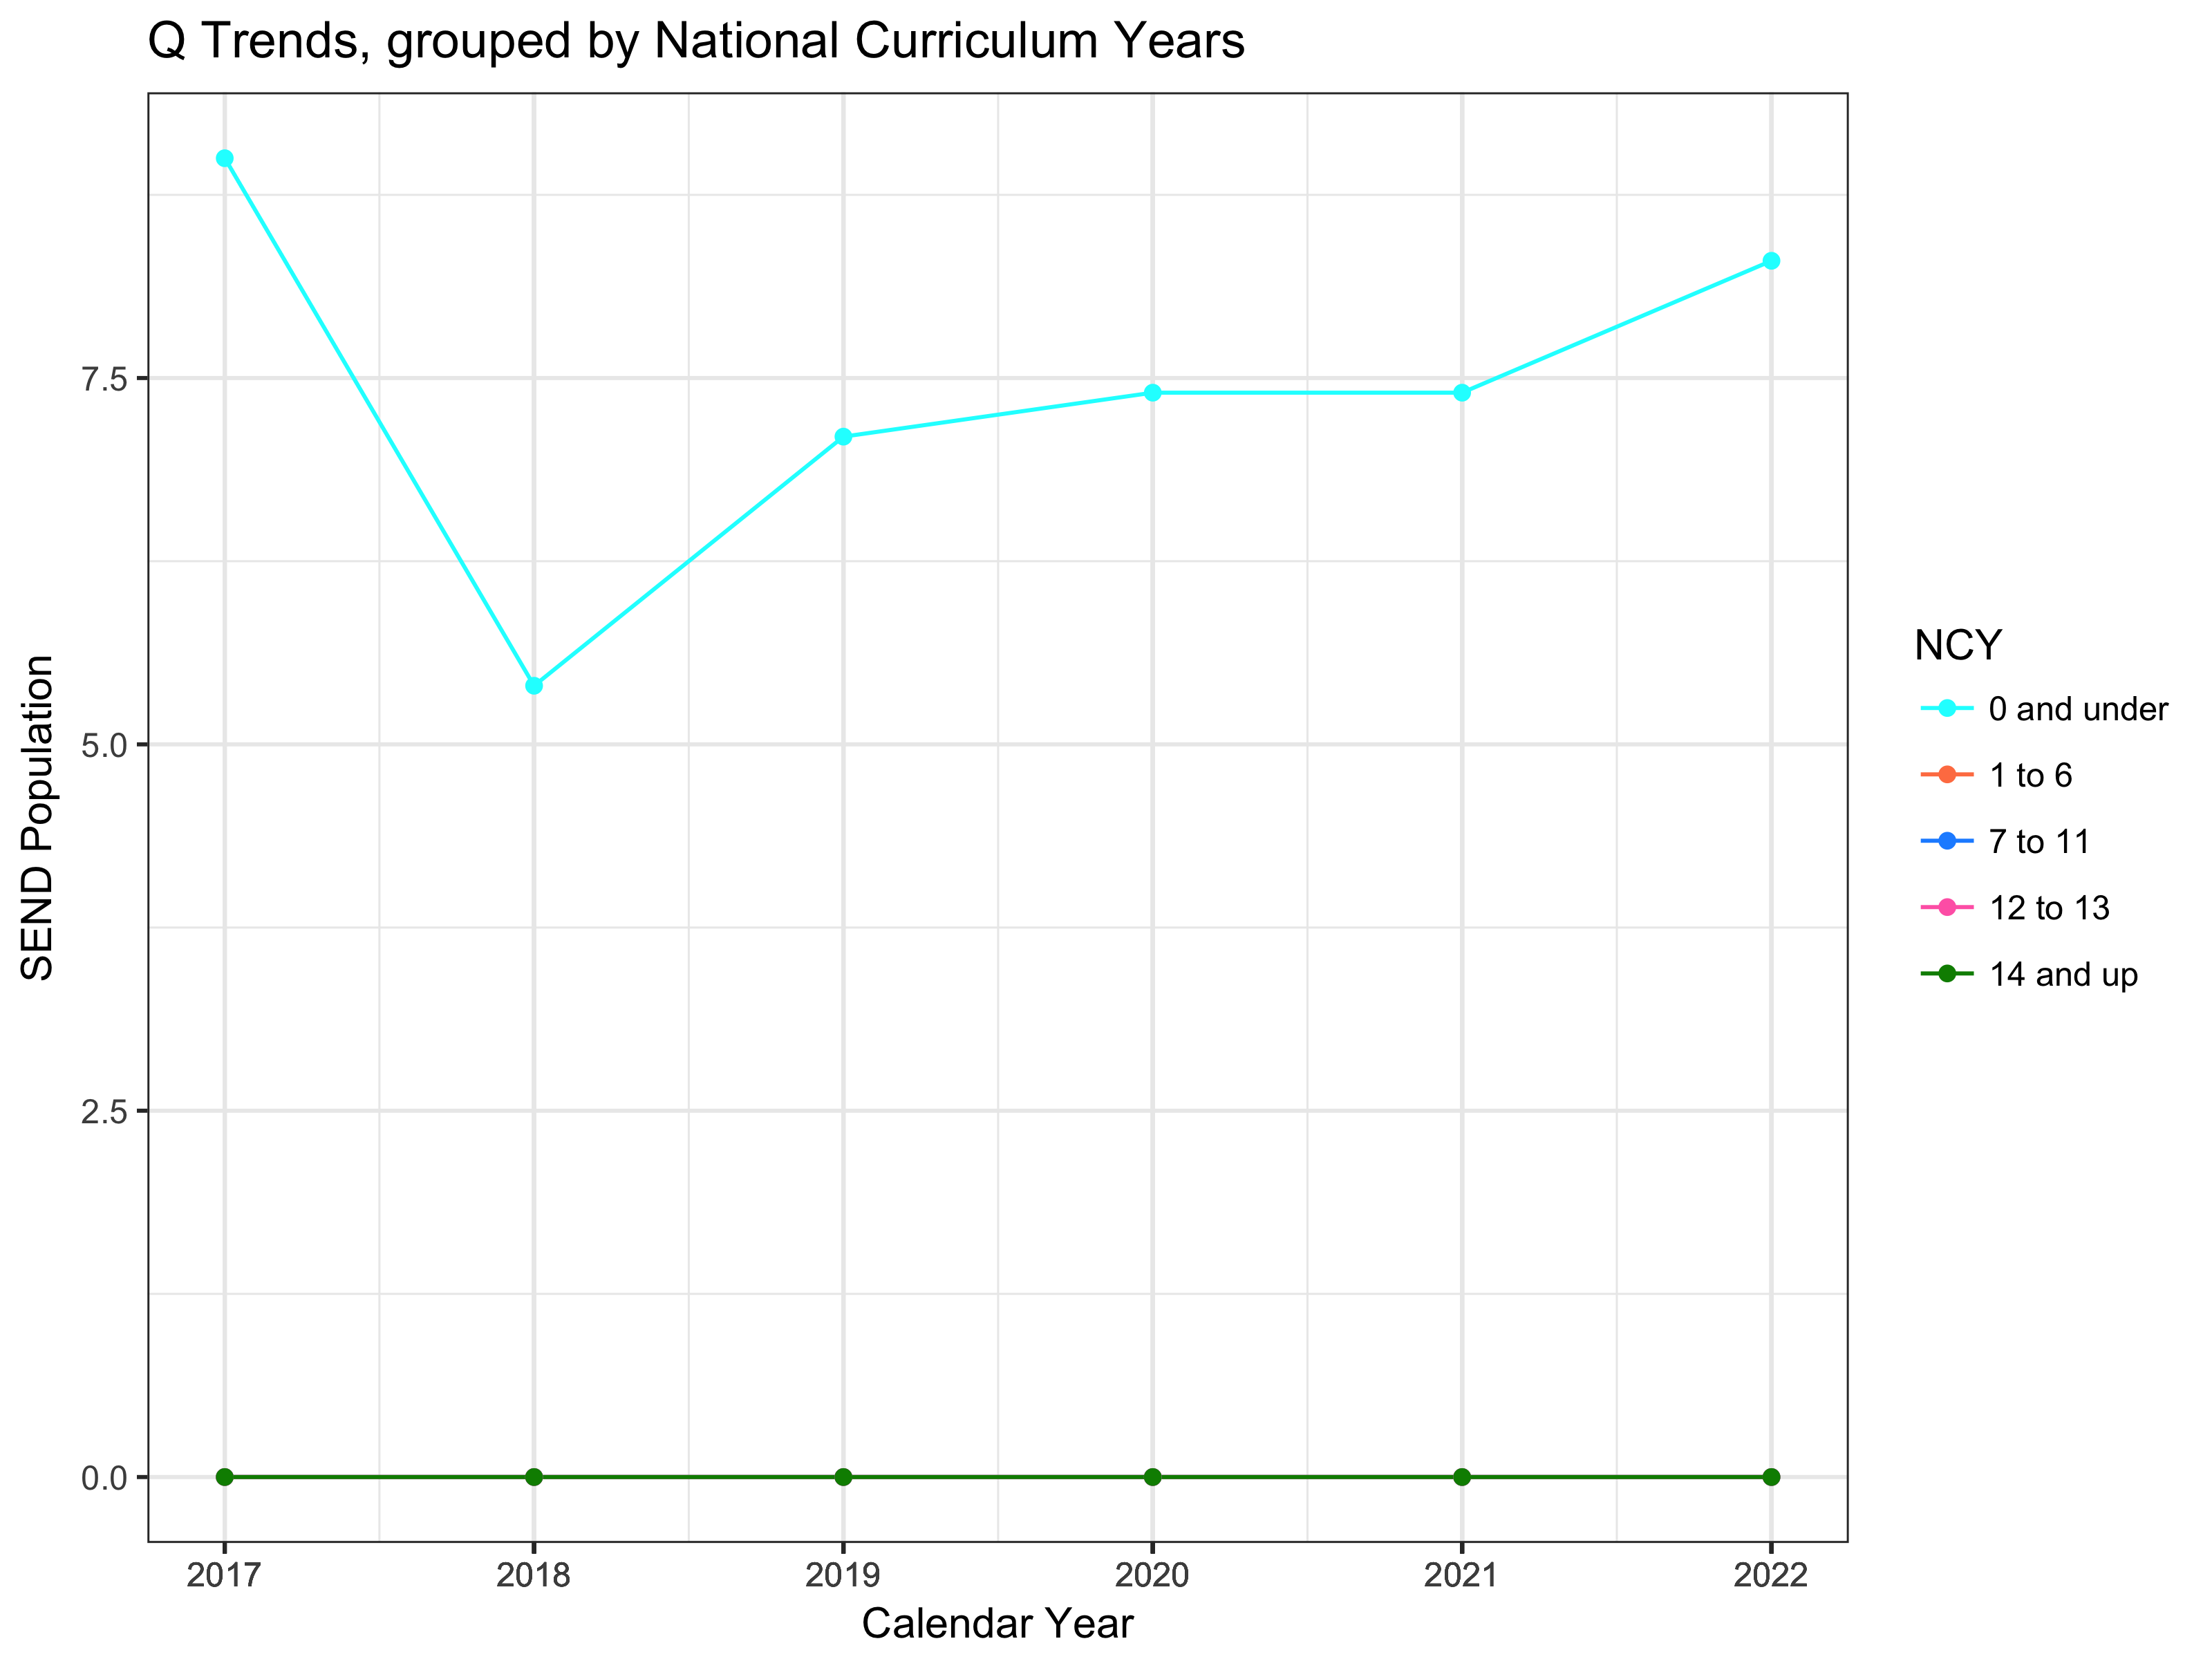 Q Trends, grouped by National Curriculum Years
SEND Population
7.5
5.0
2.5
0.0
2017 2018 2019 2020 2021 2022
Calendar Year
NCY
0 and under
1 to 6
7 to 11
12 to 13
14 and up